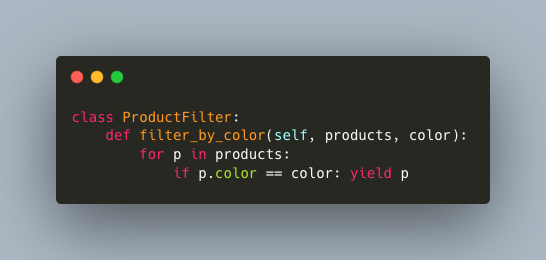 class ProductFilter:
    def filter_by_color(self, products, color):
        for p in products:
            if p.color == color: yield p